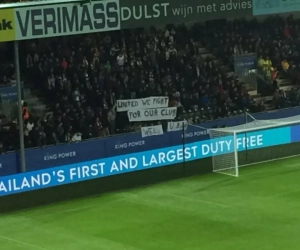 VERIMASS
DULST wijn met advies
UNITED WE FIGHT
FOR OUR CLUB
KING POWER
KING POWER
KING POWER
AILAND'S FIRST AND LARGEST DUTY FREE